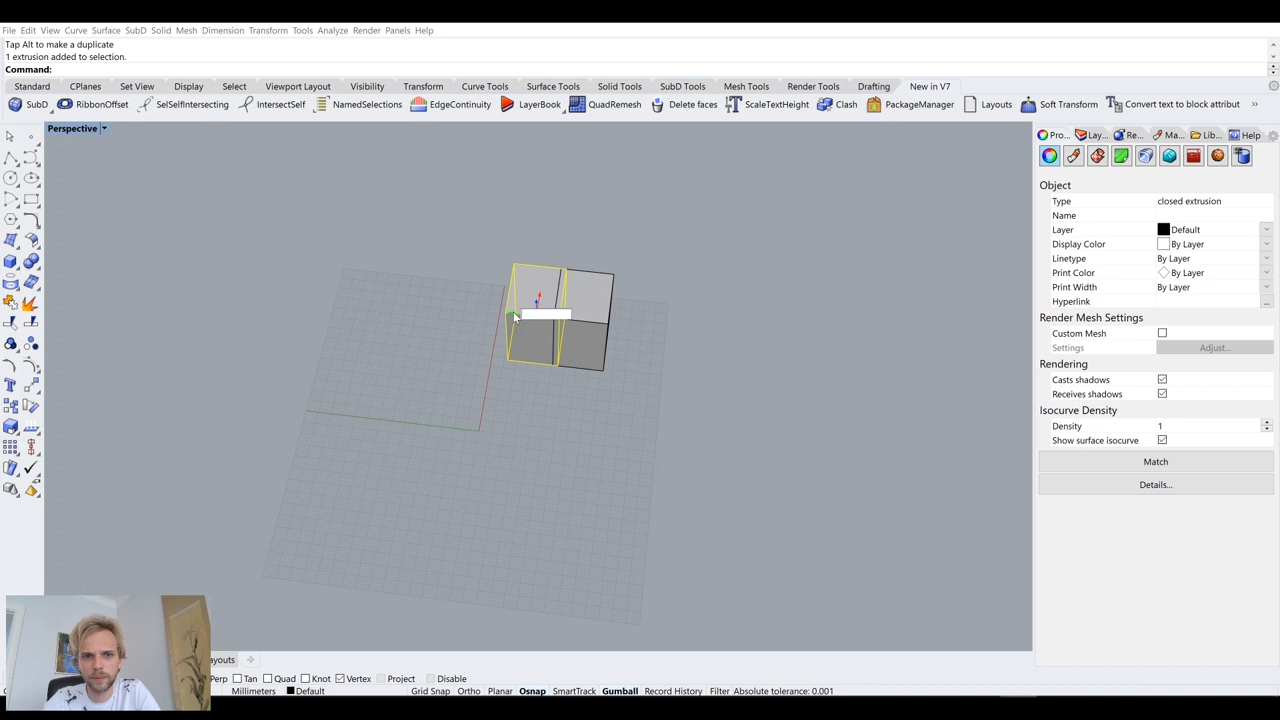 File Edit View Curve Surface SubD Solid Mesh Dimension Transform Tools Analyze Render Panels Help
Tap Alt to make a duplicate
1 extrusion added to selection.
Command:
Standard CPlanes Set View Display Select Viewport Layout Visibility Transform Curve Tools Surface Tools Solid Tools SubD Tools Mesh Tools Render Tools Drafting New in V7
SubD RibbonOffset SelSelfIntersecting IntersectSelf NamedSelections EdgeContinuity LayerBook QuadRemesh Delete faces ScaleTextHeight Clash PackageManager Layouts Soft Transform Convert text to block attribut
Perspective
Pro... Lay... Re... Ma... Lib... Help
Object
Type closed extrusion
Name
Layer Default
Display Color By Layer
Linetype By Layer
Print Color By Layer
Print Width By Layer
Hyperlink
Render Mesh Settings
Custom Mesh
Settings Adjust...
Rendering
Casts shadows
Receives shadows
Isocurve Density
Density 1
Show surface isocurve
Match
Details...
ayouts
Perp Tan Quad Knot Vertex Project Disable
Millimeters Default Grid Snap Ortho Planar Osnap SmartTrack Gumball Record History Filter Absolute tolerance: 0.001